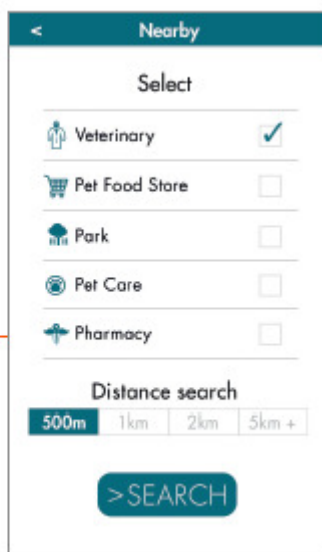 < Nearby
Select
Veterinary
Pet Food Store
Park
Pet Care
Pharmacy
Distance search
500m 1km 2km 5km +
>SEARCH